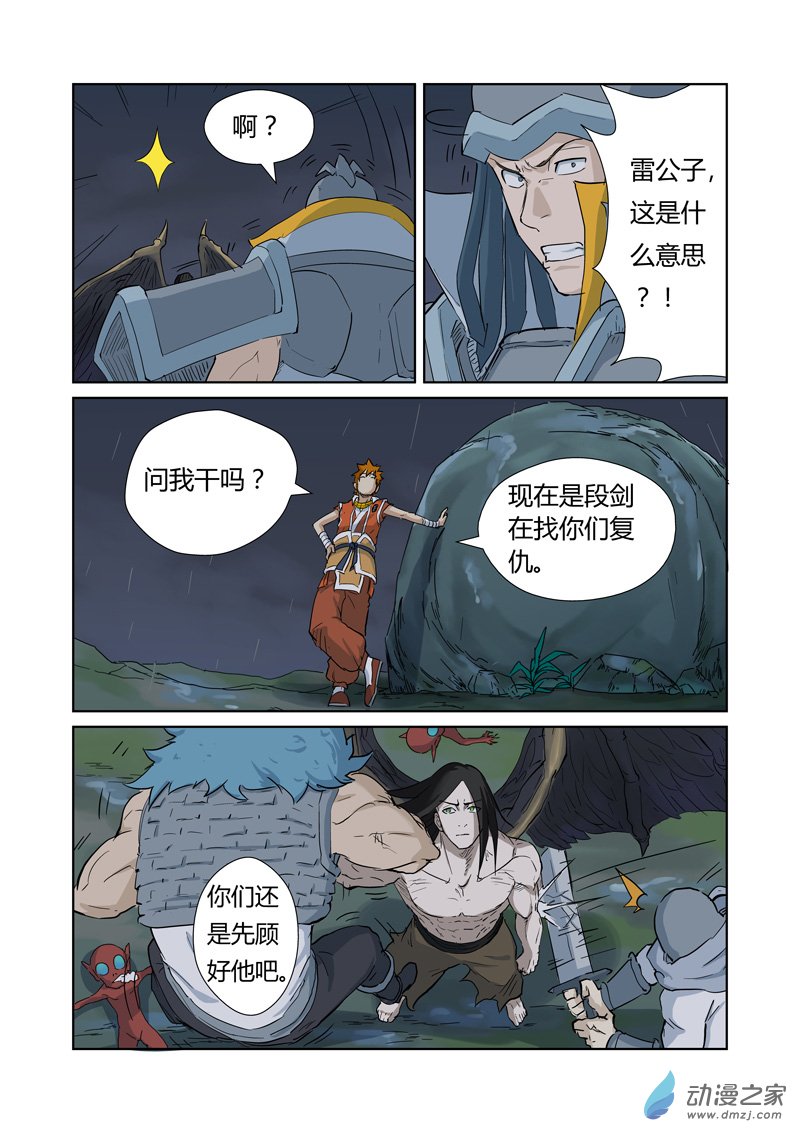 啊？
雷公子，
这是什
么意思
？！
问我干吗？
现在是段剑
在找你们复
仇。
你们还
是先顾
好他吧。
动漫之家
www.dmzj.com